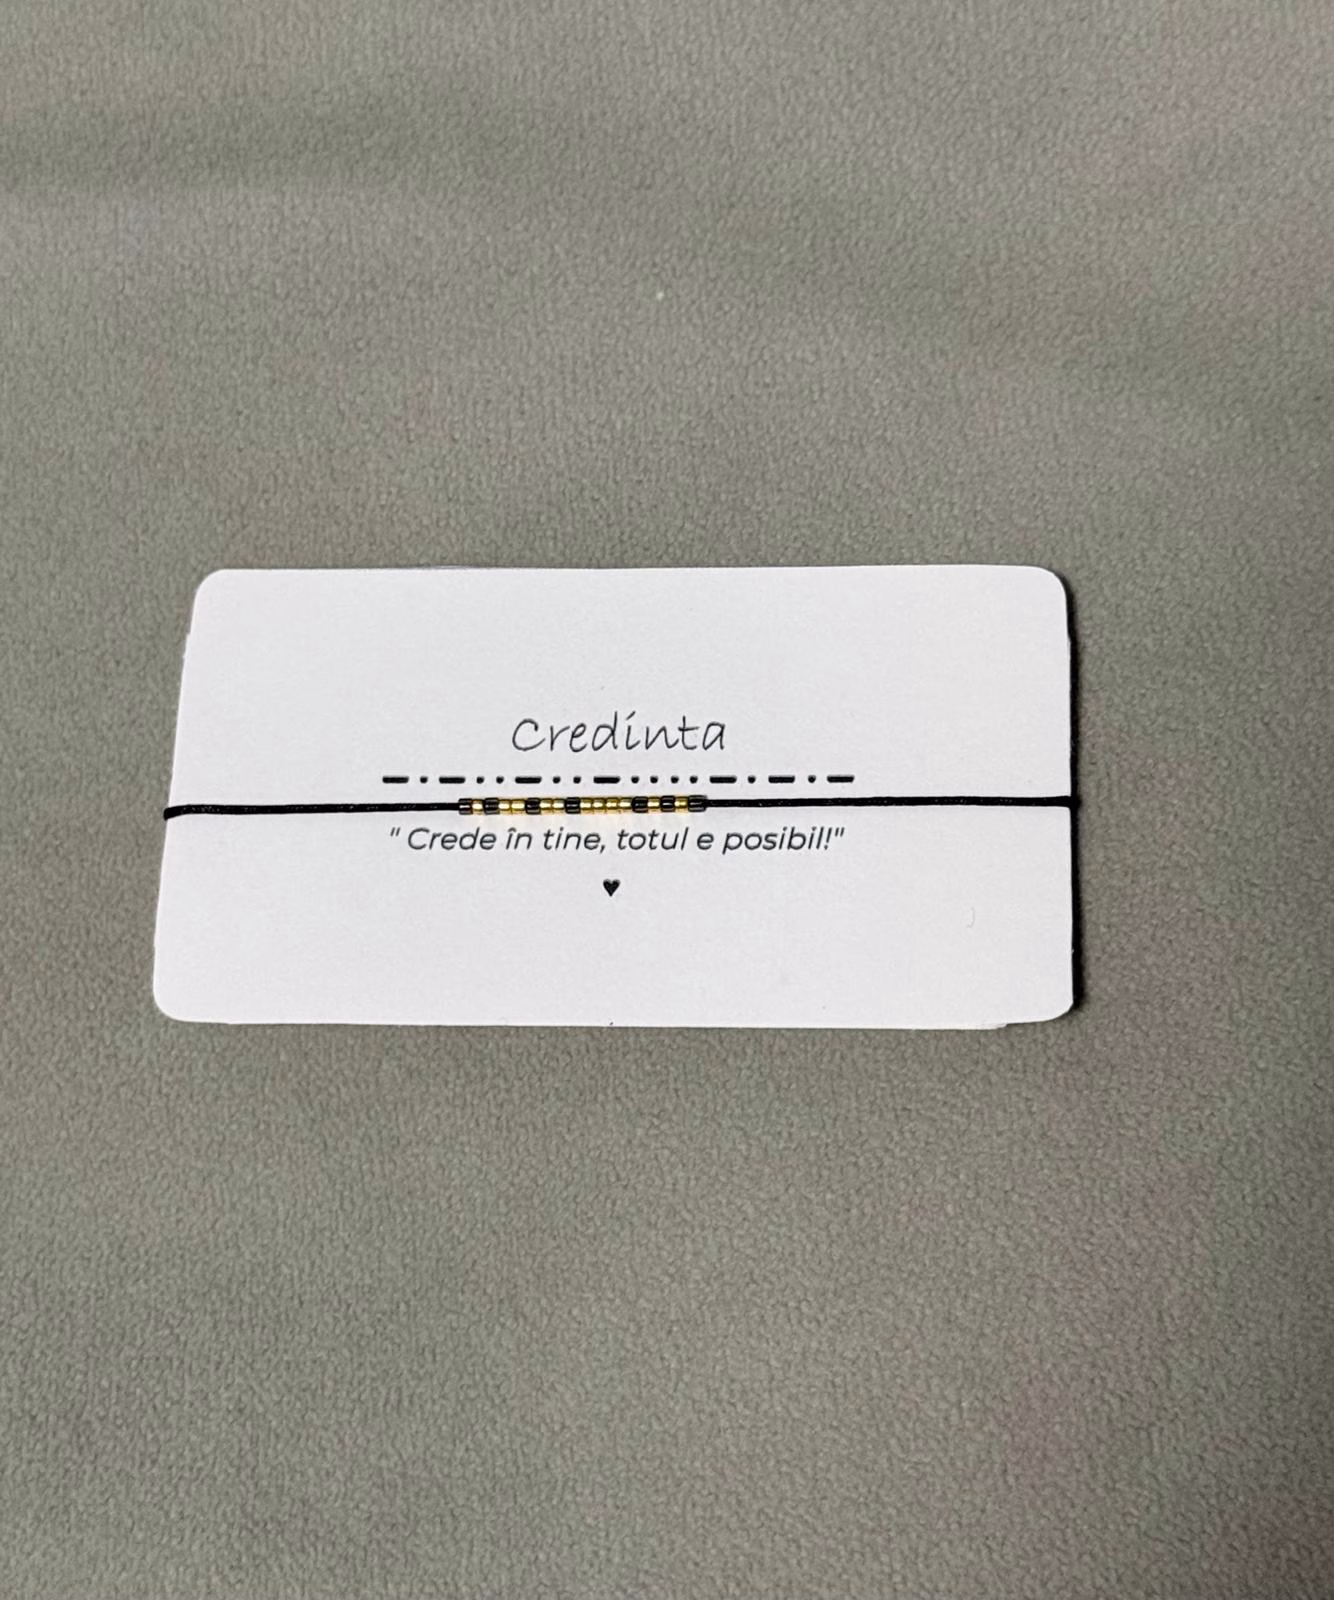 Credinta
" Crede în tine, totul e posibil!"